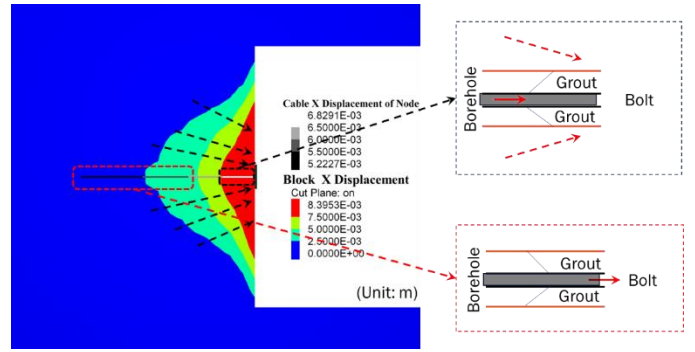 Cable X Displacement of Node
6.8291E-03
6.5000E-03
6.0000E-03
5.5000E-03
5.2227E-03
Block X Displacement
Cut Plane: on
8.3953E-03
7.5000E-03
5.0000E-03
2.5000E-03
0.0000E+00
(Unit: m)
Borehole
Grout
Bolt
Grout
Borehole
Grout
Bolt
Grout